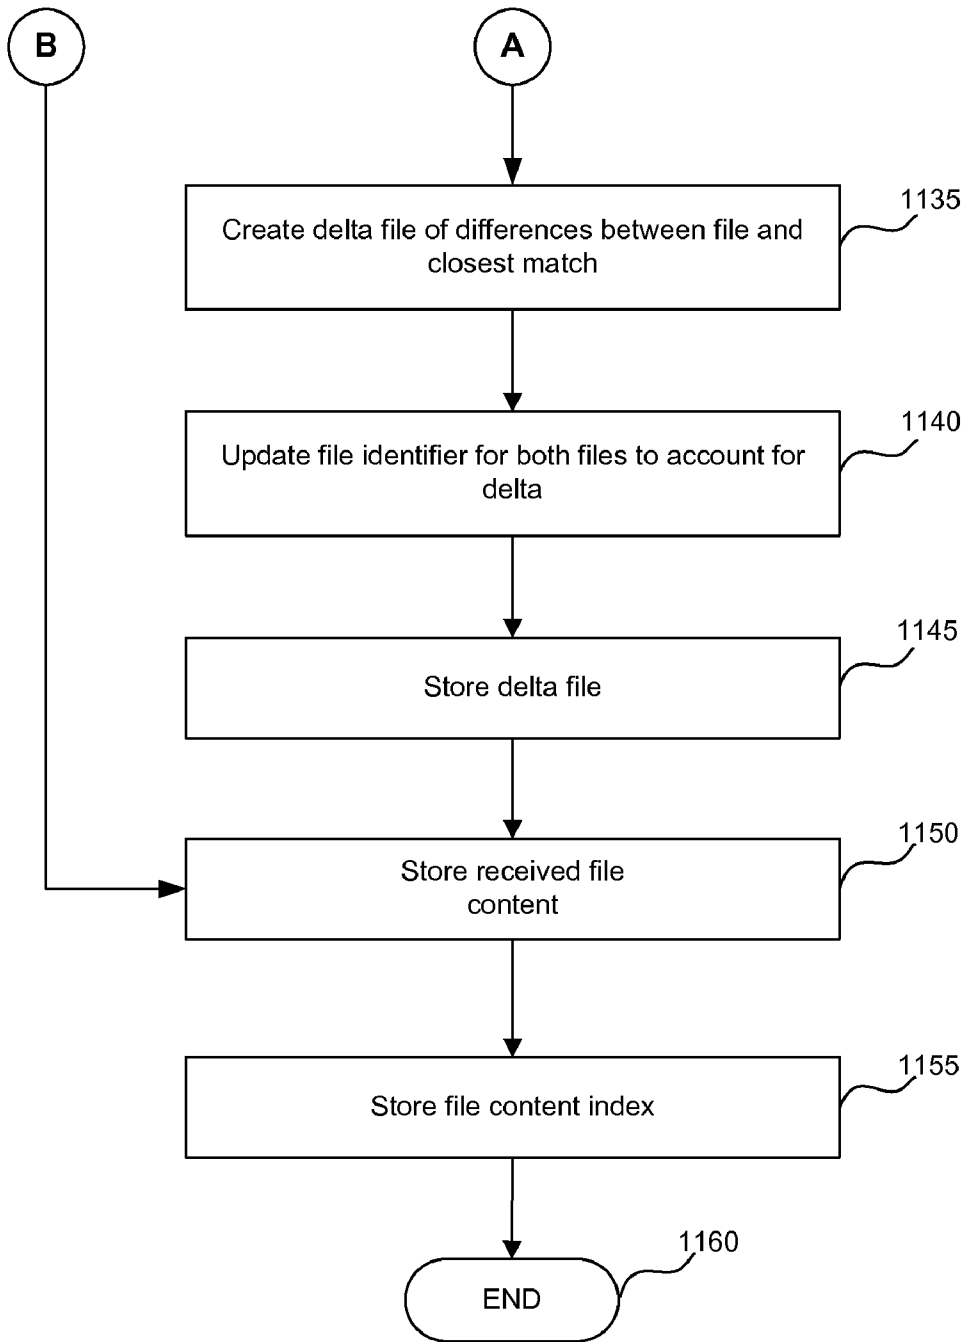 B
A
1135
Create delta file of differences between file and
closest match
1140
Update file identifier for both files to account for
delta
1145
Store delta file
1150
Store received file
content
1155
Store file content index
1160
END